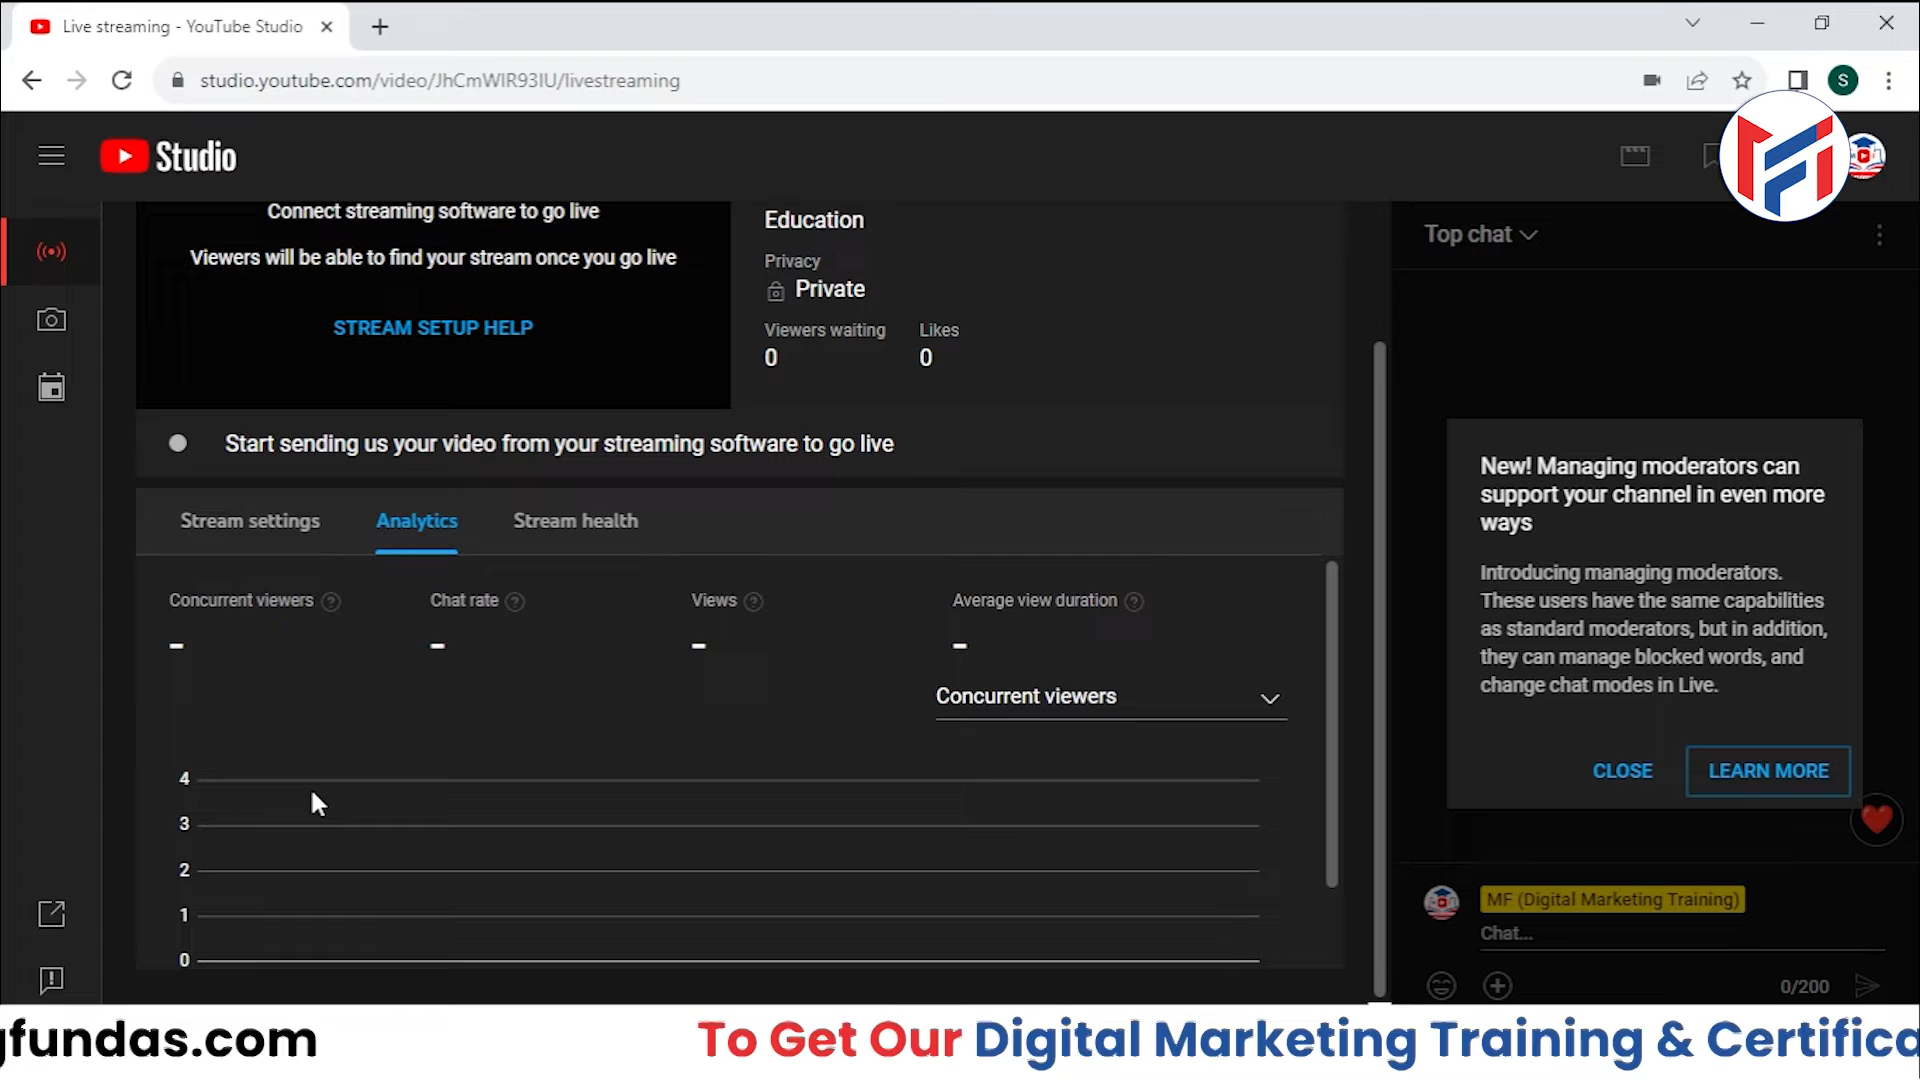 Live streaming - YouTube Studio
studio.youtube.com/video/JhCmWlR93lU/livestreaming
S
Studio
Connect streaming software to go live
Viewers will be able to find your stream once you go live
STREAM SETUP HELP
Education
Privacy
Private
Viewers waiting
Likes
0
0
Start sending us your video from your streaming software to go live
Stream settings
Analytics
Stream health
Concurrent viewers
Chat rate
Views
Average view duration
–
–
–
–
Concurrent viewers
4
3
2
1
0
Top chat
New! Managing moderators can
support your channel in even more
ways
Introducing managing moderators.
These users have the same capabilities
as standard moderators, but in addition,
they can manage blocked words, and
change chat modes in Live.
CLOSE
LEARN MORE
MF (Digital Marketing Training)
Chat...
0/200
gfundas.com
To Get Our Digital Marketing Training & Certifica